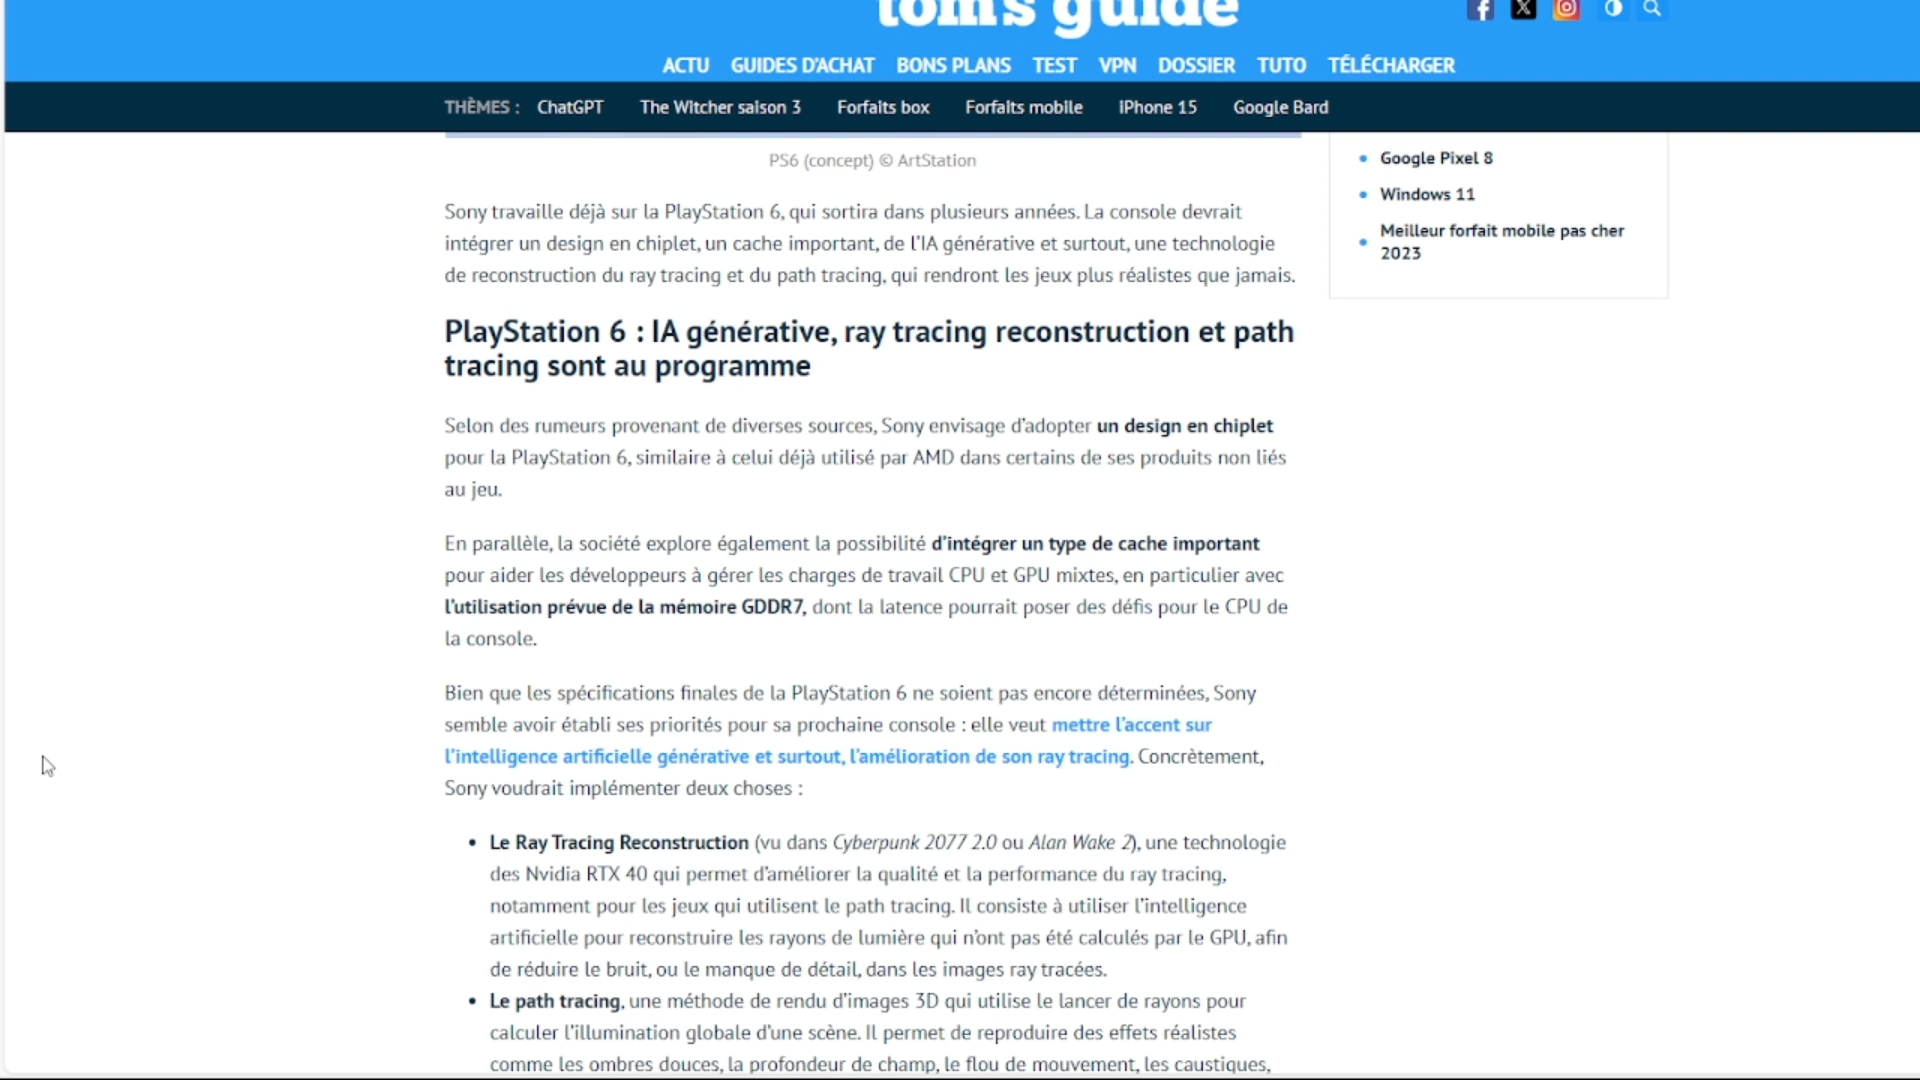 tom's guide
ACTU GUIDES D'ACHAT BONS PLANS TEST VPN DOSSIER TUTO TÉLÉCHARGER
THÈMES : ChatGPT The Witcher saison 3 Forfaits box Forfaits mobile iPhone 15 Google Bard
PS6 (concept) © ArtStation
Sony travaille déjà sur la PlayStation 6, qui sortira dans plusieurs années. La console devrait
intégrer un design en chiplet, un cache important, de l'IA générative et surtout, une technologie
de reconstruction du ray tracing et du path tracing, qui rendront les jeux plus réalistes que jamais.
PlayStation 6 : IA générative, ray tracing reconstruction et path
tracing sont au programme
Selon des rumeurs provenant de diverses sources, Sony envisage d'adopter un design en chiplet
pour la PlayStation 6, similaire à celui déjà utilisé par AMD dans certains de ses produits non liés
au jeu.
En parallèle, la société explore également la possibilité d'intégrer un type de cache important
pour aider les développeurs à gérer les charges de travail CPU et GPU mixtes, en particulier avec
l'utilisation prévue de la mémoire GDDR7, dont la latence pourrait poser des défis pour le CPU de
la console.
Bien que les spécifications finales de la PlayStation 6 ne soient pas encore déterminées, Sony
semble avoir établi ses priorités pour sa prochaine console : elle veut mettre l'accent sur
l'intelligence artificielle générative et surtout, l'amélioration de son ray tracing. Concrètement,
Sony voudrait implémenter deux choses :
• Le Ray Tracing Reconstruction (vu dans Cyberpunk 2077 2.0 ou Alan Wake 2), une technologie
des Nvidia RTX 40 qui permet d'améliorer la qualité et la performance du ray tracing,
notamment pour les jeux qui utilisent le path tracing. Il consiste à utiliser l'intelligence
artificielle pour reconstruire les rayons de lumière qui n'ont pas été calculés par le GPU, afin
de réduire le bruit, ou le manque de détail, dans les images ray tracées.
• Le path tracing, une méthode de rendu d'images 3D qui utilise le lancer de rayons pour
calculer l'illumination globale d'une scène. Il permet de reproduire des effets réalistes
comme les ombres douces, la profondeur de champ, le flou de mouvement, les caustiques,
• Google Pixel 8
• Windows 11
• Meilleur forfait mobile pas cher
2023